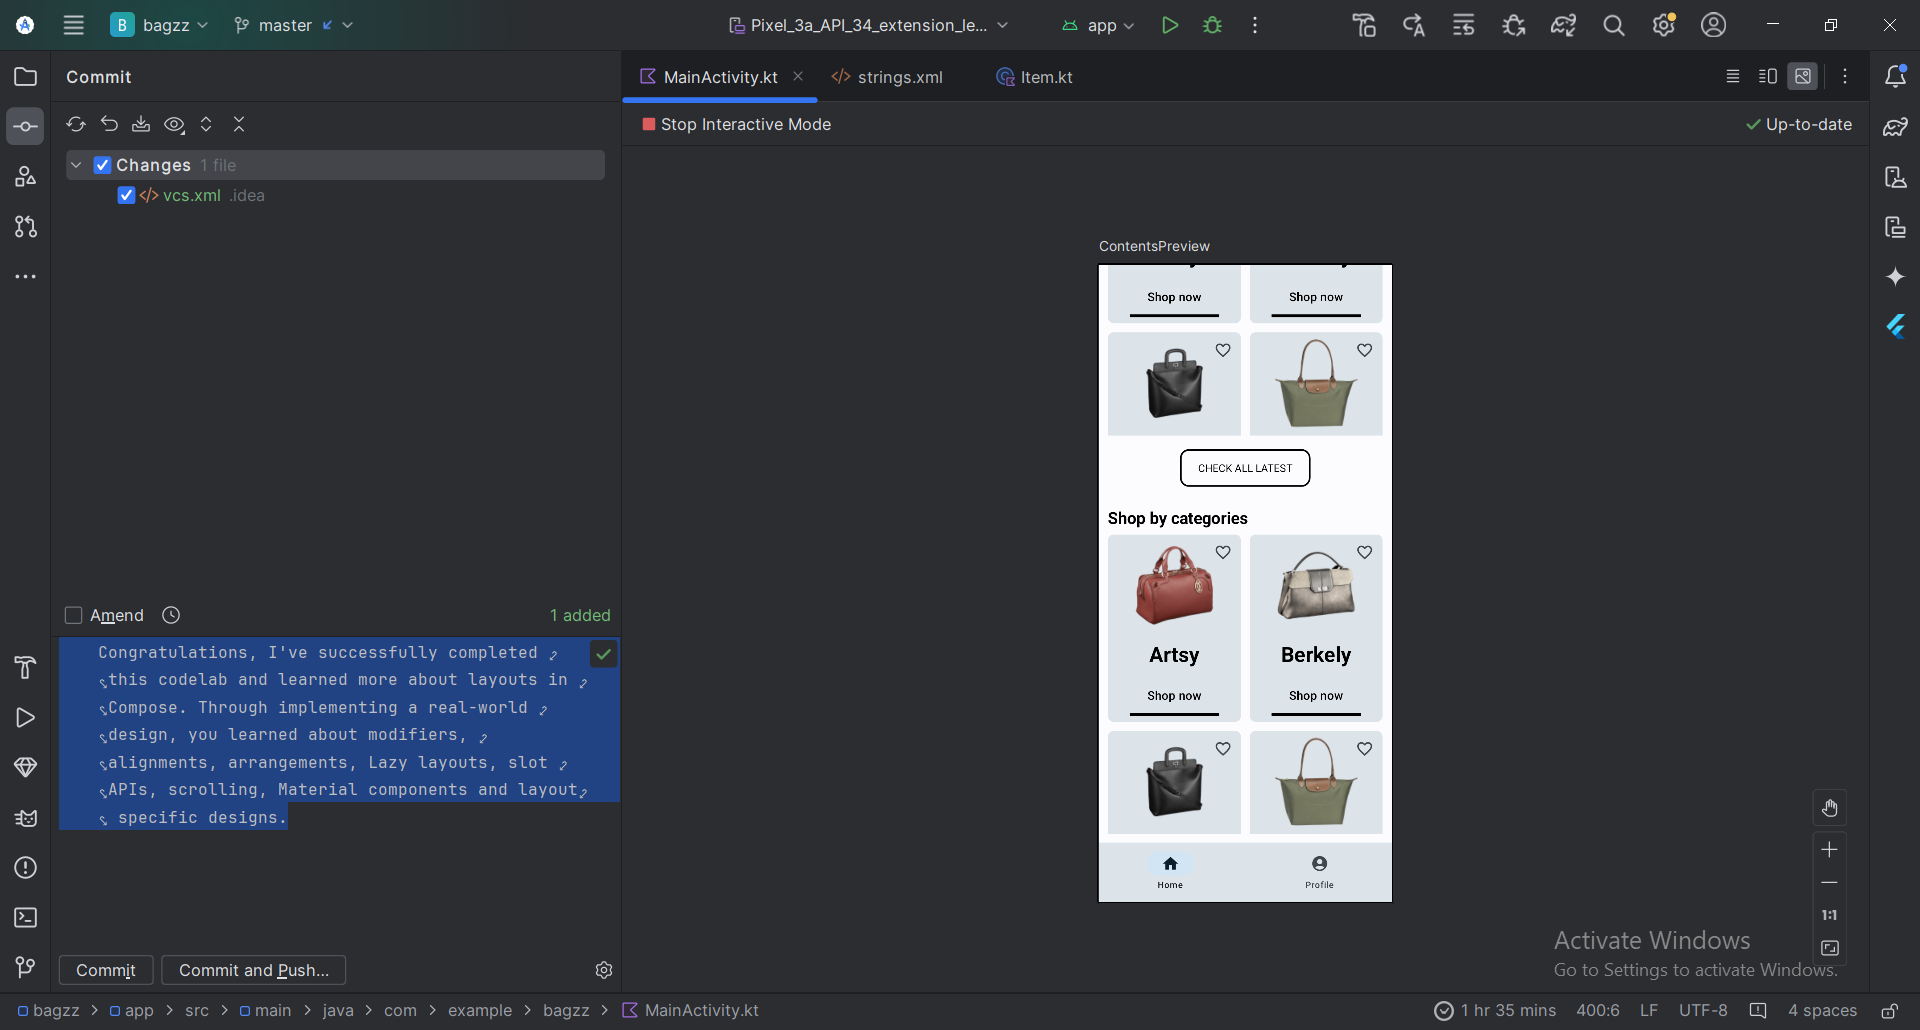 B bagzz master Pixel_3a_API_34_extension_le... app
Commit
MainActivity.kt strings.xml Item.kt
Stop Interactive Mode Up-to-date
Changes 1 file
vcs.xml .idea
ContentsPreview
Shop now Shop now
CHECK ALL LATEST
Shop by categories
Artsy Berkely
Shop now Shop now
Home Profile
Amend 1 added
Congratulations, I've successfully completed
this codelab and learned more about layouts in
Compose. Through implementing a real-world
design, you learned about modifiers,
alignments, arrangements, Lazy layouts, slot
APIs, scrolling, Material components and layout
specific designs.
Commit Commit and Push...
1:1
Activate Windows
Go to Settings to activate Windows.
bagzz > app > src > main > java > com > example > bagzz > MainActivity.kt 1 hr 35 mins 400:6 LF UTF-8 4 spaces